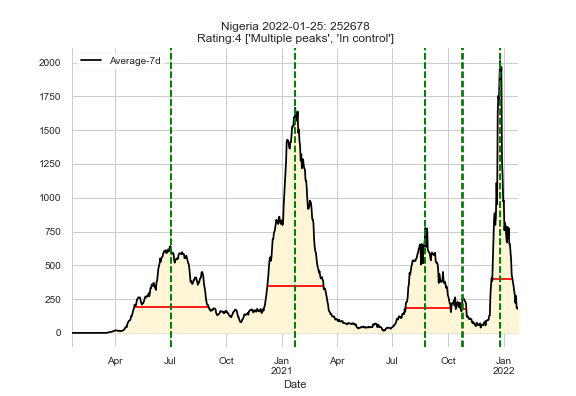 Nigeria 2022-01-25: 252678
Rating:4 ['Multiple peaks', 'In control']
Average-7d
2000
1750
1500
1250
1000
750
500
250
0
Apr
Jul
Oct
Jan
2021
Apr
Jul
Oct
Jan
2022
Date